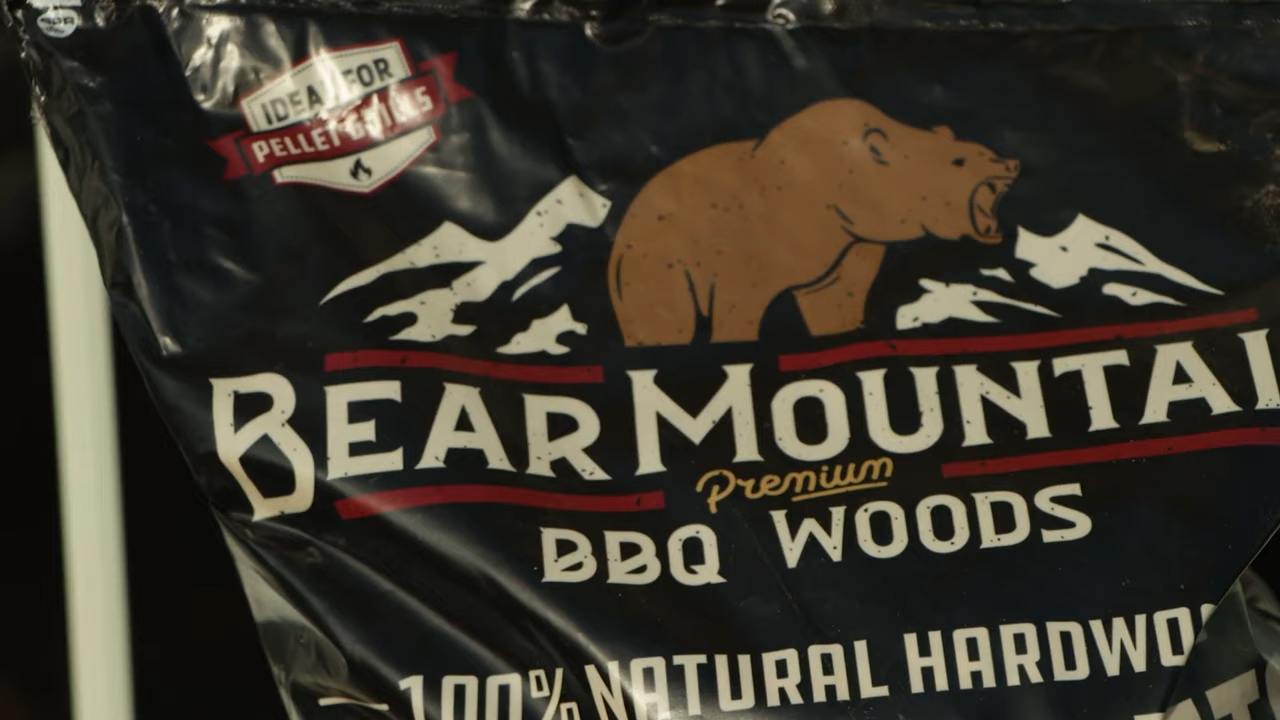 IDEAL FOR
PELLET GRILLS
BEAR MOUNTAI
Premium
BBQ WOODS
100% NATURAL HARDWO